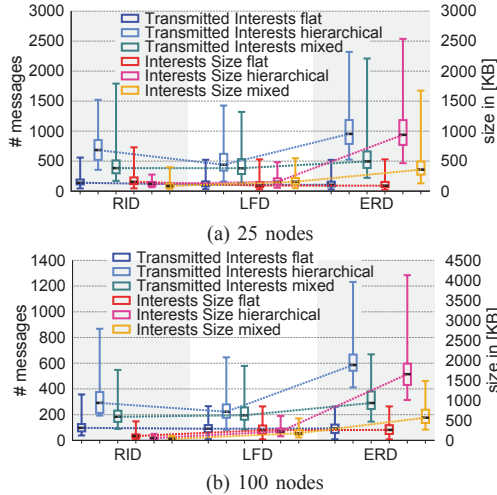 3000
2500
2000
1500
1000
500
0
# messages
Transmitted Interests flat
Transmitted Interests hierarchical
Transmitted Interests mixed
Interests Size flat
Interests Size hierarchical
Interests Size mixed
3000
2500
2000
1500
1000
500
0
size in [KB]
RID LFD ERD
(a) 25 nodes
1400
1200
1000
800
600
400
200
0
# messages
Transmitted Interests flat
Transmitted Interests hierarchical
Transmitted Interests mixed
Interests Size flat
Interests Size hierarchical
Interests Size mixed
4500
4000
3500
3000
2500
2000
1500
1000
500
0
size in [KB]
RID LFD ERD
(b) 100 nodes